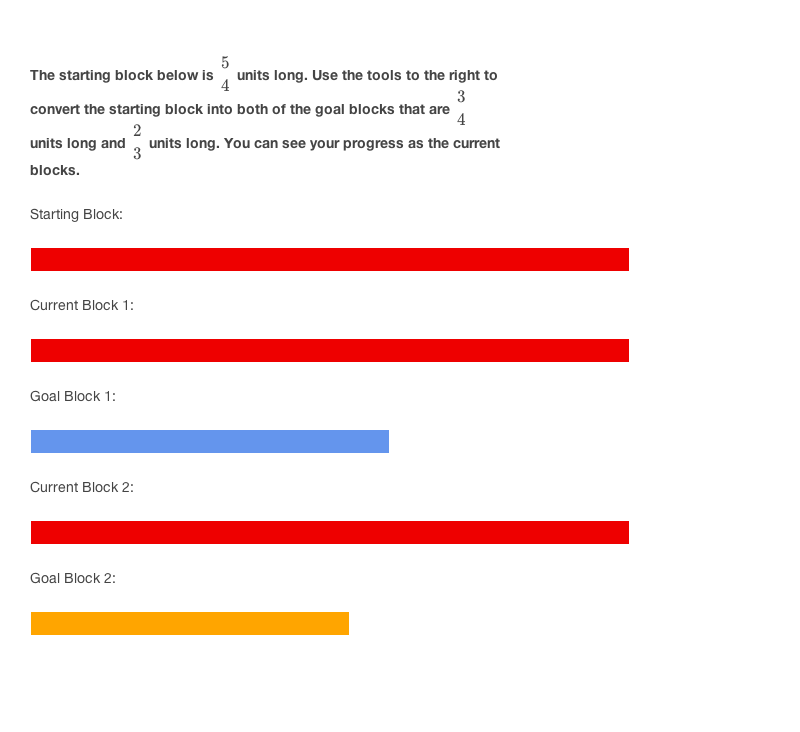 The starting block below is 5/4 units long. Use the tools to the right to
convert the starting block into both of the goal blocks that are 3/4
units long and 2/3 units long. You can see your progress as the current
blocks.
Starting Block:
Current Block 1:
Goal Block 1:
Current Block 2:
Goal Block 2: